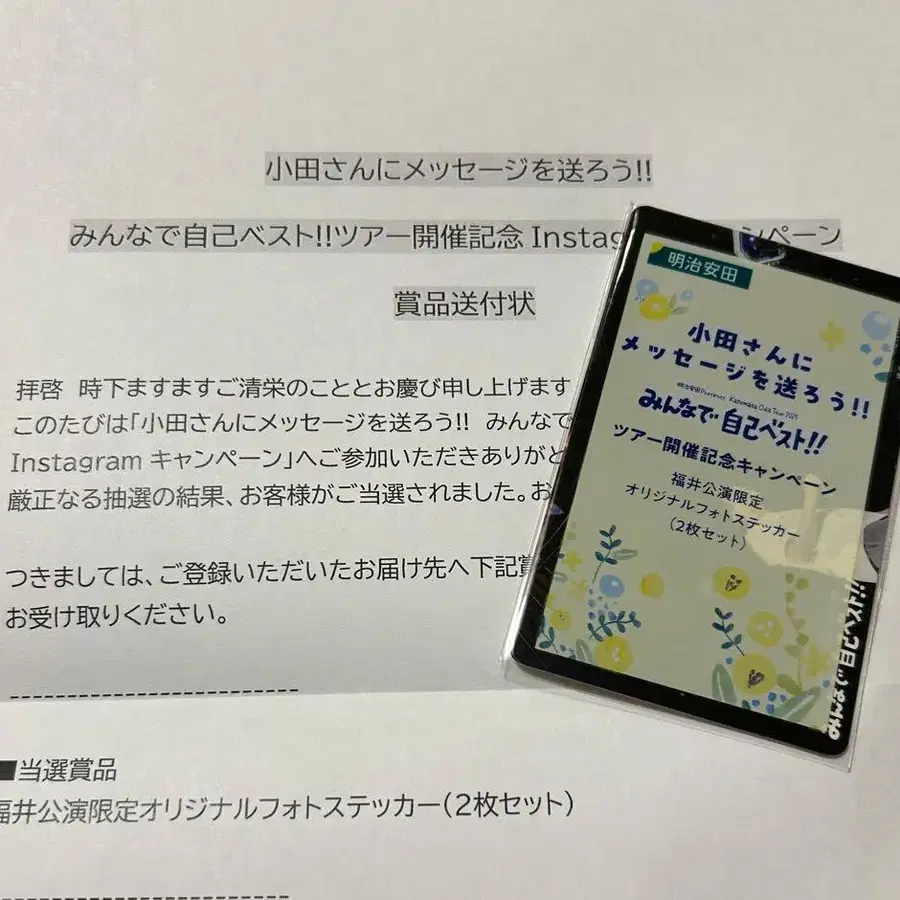 小田さんにメッセージを送ろう!!
みんなで自己ベスト!!ツアー開催記念 Instag
ンペーン
賞品送付状
拝啓 時下ますますご清栄のこととお慶び申し上げます
このたびは「小田さんにメッセージを送ろう!! みんなで
Instagram キャンペーン」へご参加いただきありがと
厳正なる抽選の結果、お客様がご当選されました。お
つきましては、ご登録いただいたお届け先へ下記賞
お受け取りください。
■当選賞品
福井公演限定オリジナルフォトステッカー(2枚セット)
明治安田
小田さんに
メッセージを送ろう!!
明治安田 Presents Kazumasa Oda Tour 2025
みんなで自己ベスト!!
ツアー開催記念キャンペーン
福井公演限定
オリジナルフォトステッカー
(2枚セット)